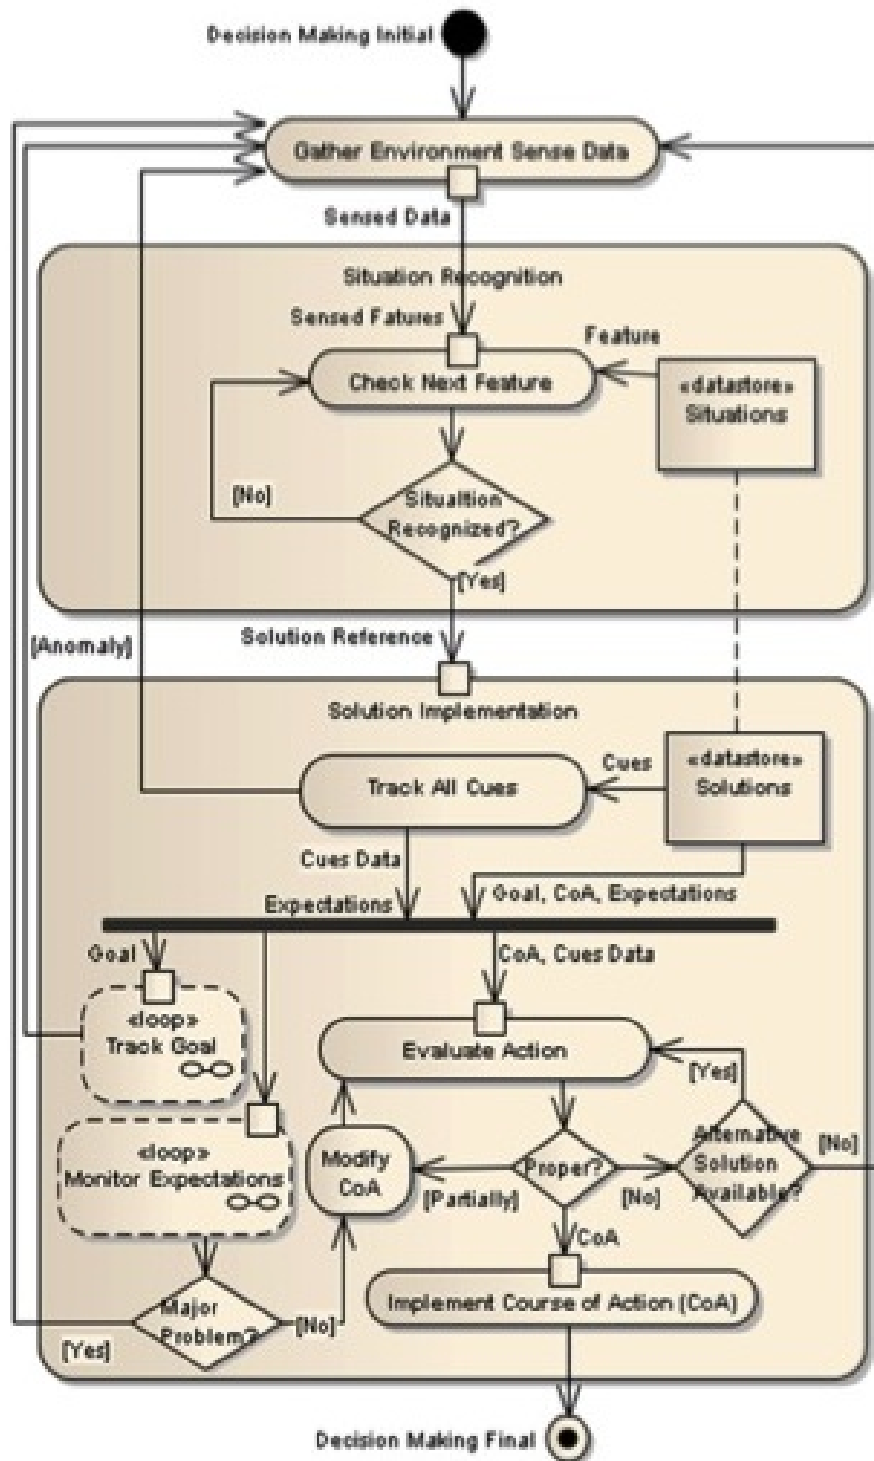 Decision Making Initial
Gather Environment Sense Data
Sensed Data
Situation Recognition
Sensed Fatures
Feature
Check Next Feature
«datastore»
Situations
[No]
Situaltion
Recognized?
[Yes]
Solution Reference
[Anomaly]
Solution Implementation
Track All Cues
Cues
«datastore»
Solutions
Cues Data
Expectations
Goal, CoA, Expectations
Goal
CoA, Cues Data
«loop»
Track Goal
Evaluate Action
[Yes]
«loop»
Monitor Expectations
Modify
CoA
Proper?
Alternative
Solution
Available?
[No]
[Partially]
[No]
CoA
Major
Problem?
[No]
[Yes]
Implement Course of Action (CoA)
Decision Making Final